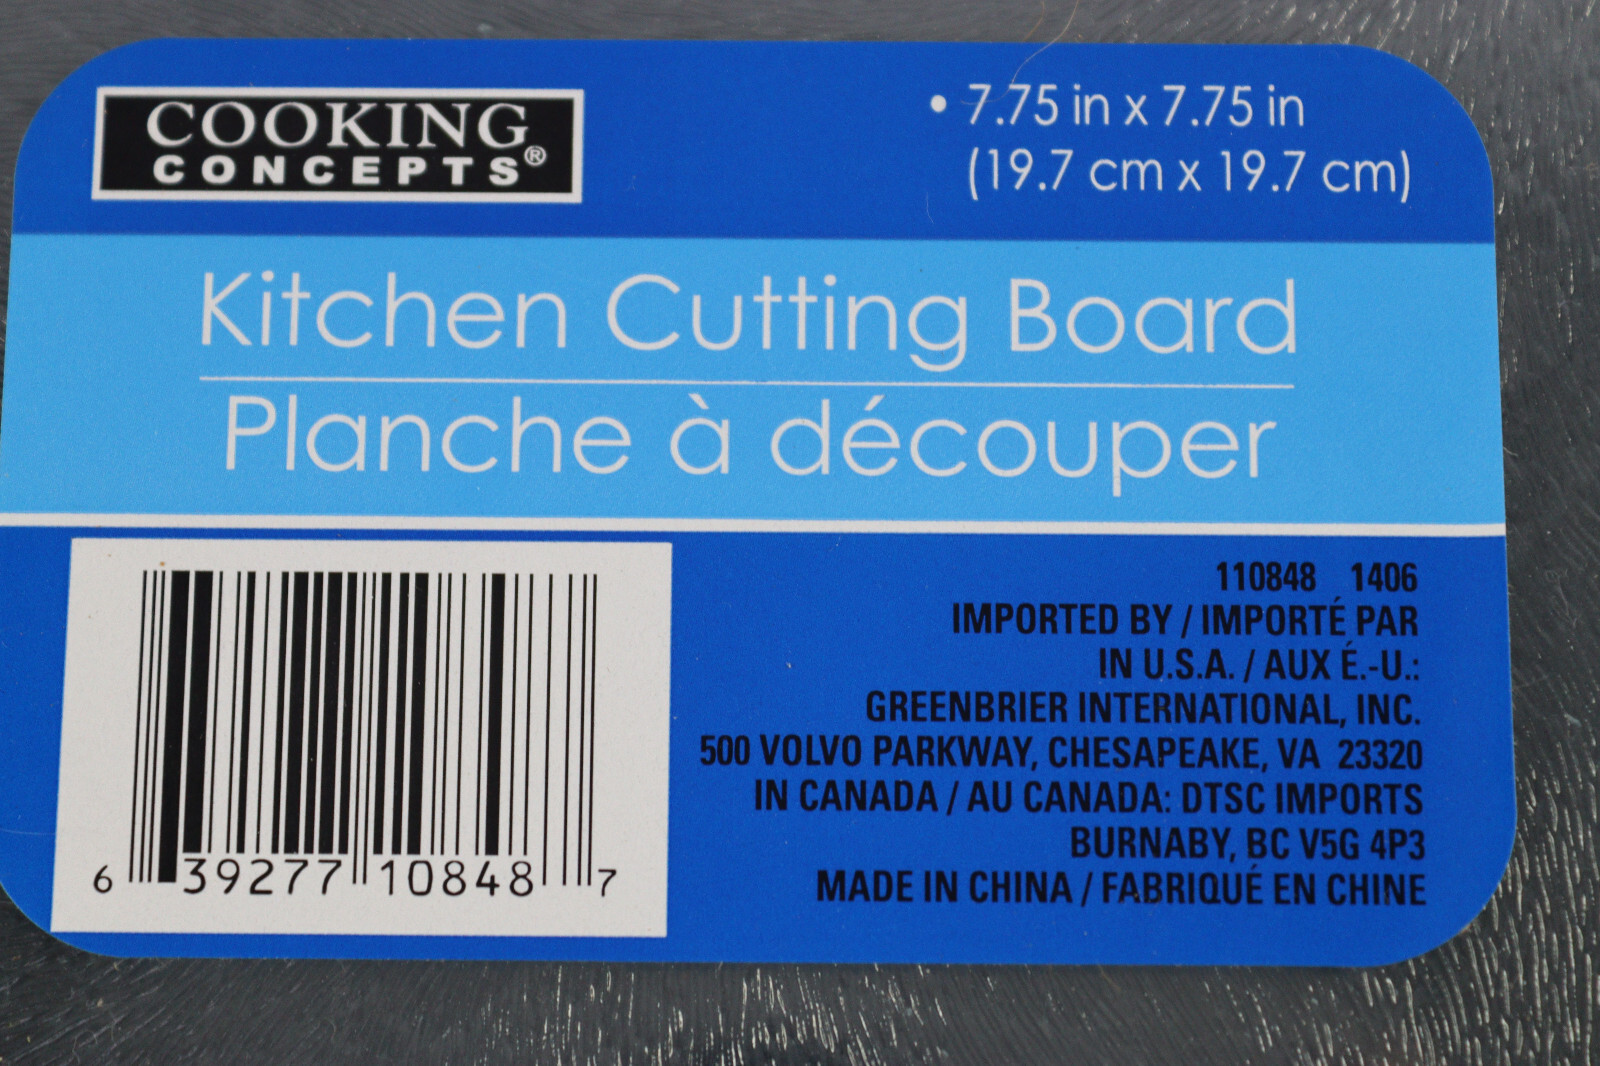 COOKING
CONCEPTS®
• 7.75 in x 7.75 in
(19.7 cm x 19.7 cm)
Kitchen Cutting Board
Planche à découper
110848 1406
IMPORTED BY / IMPORTÉ PAR
IN U.S.A. / AUX É.-U.:
GREENBRIER INTERNATIONAL, INC.
500 VOLVO PARKWAY, CHESAPEAKE, VA 23320
IN CANADA / AU CANADA: DTSC IMPORTS
BURNABY, BC V5G 4P3
MADE IN CHINA / FABRIQUÉ EN CHINE
6 39277 10848 7